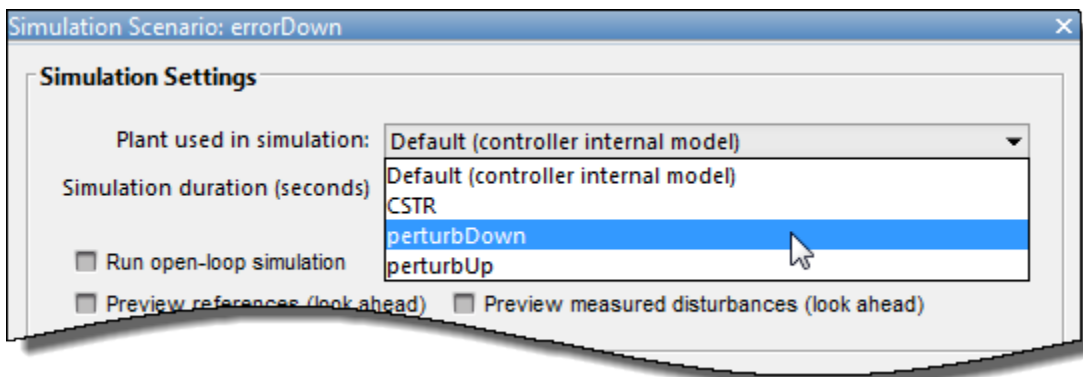 Simulation Scenario: errorDown
Simulation Settings
Plant used in simulation: Default (controller internal model)
Simulation duration (seconds) Default (controller internal model)
CSTR
perturbDown
Run open-loop simulation perturbUp
Preview references (look ahead) Preview measured disturbances (look ahead)